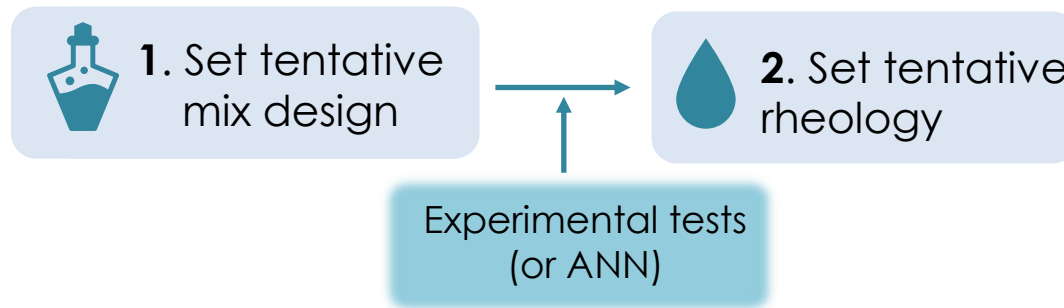 1. Set tentative
mix design
2. Set tentative
rheology
Experimental tests
(or ANN)